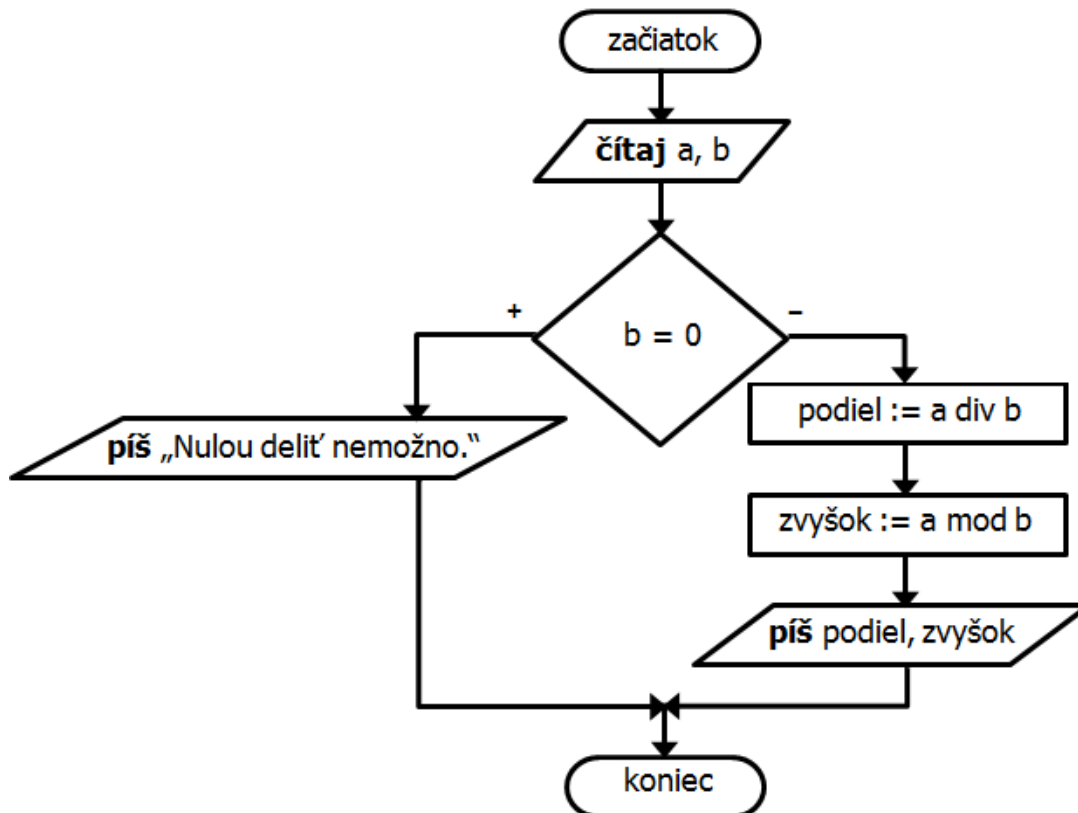 začiatok
čítaj a, b
+
–
b = 0
píš „Nulou deliť nemožno.“
podiel := a div b
zvyšok := a mod b
píš podiel, zvyšok
koniec